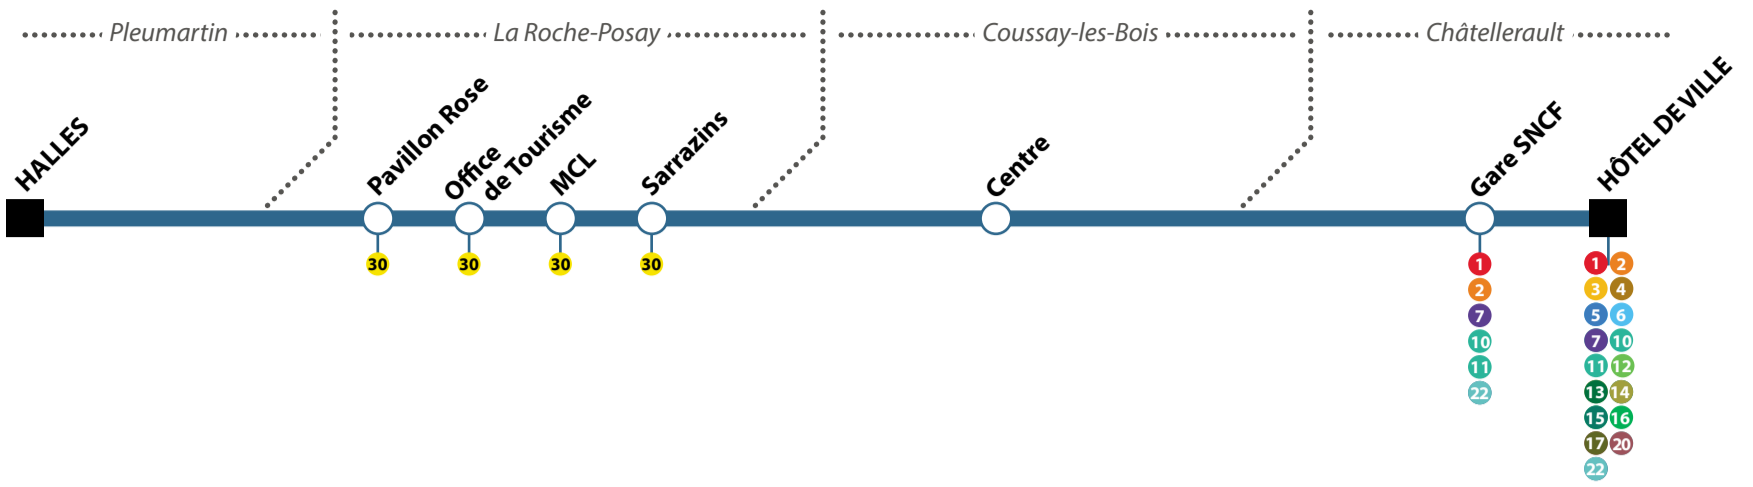 Pleumartin
La Roche-Posay
Coussay-les-Bois
Châtellerault
HALLES
Pavillon Rose
Office
de Tourisme
MCL
Sarrazins
Centre
Gare SNCF
HÔTEL DE VILLE
30
30
30
30
1
2
7
10
11
22
1 2
3 4
5 6
7 10
11 12
13 14
15 16
17 20
22